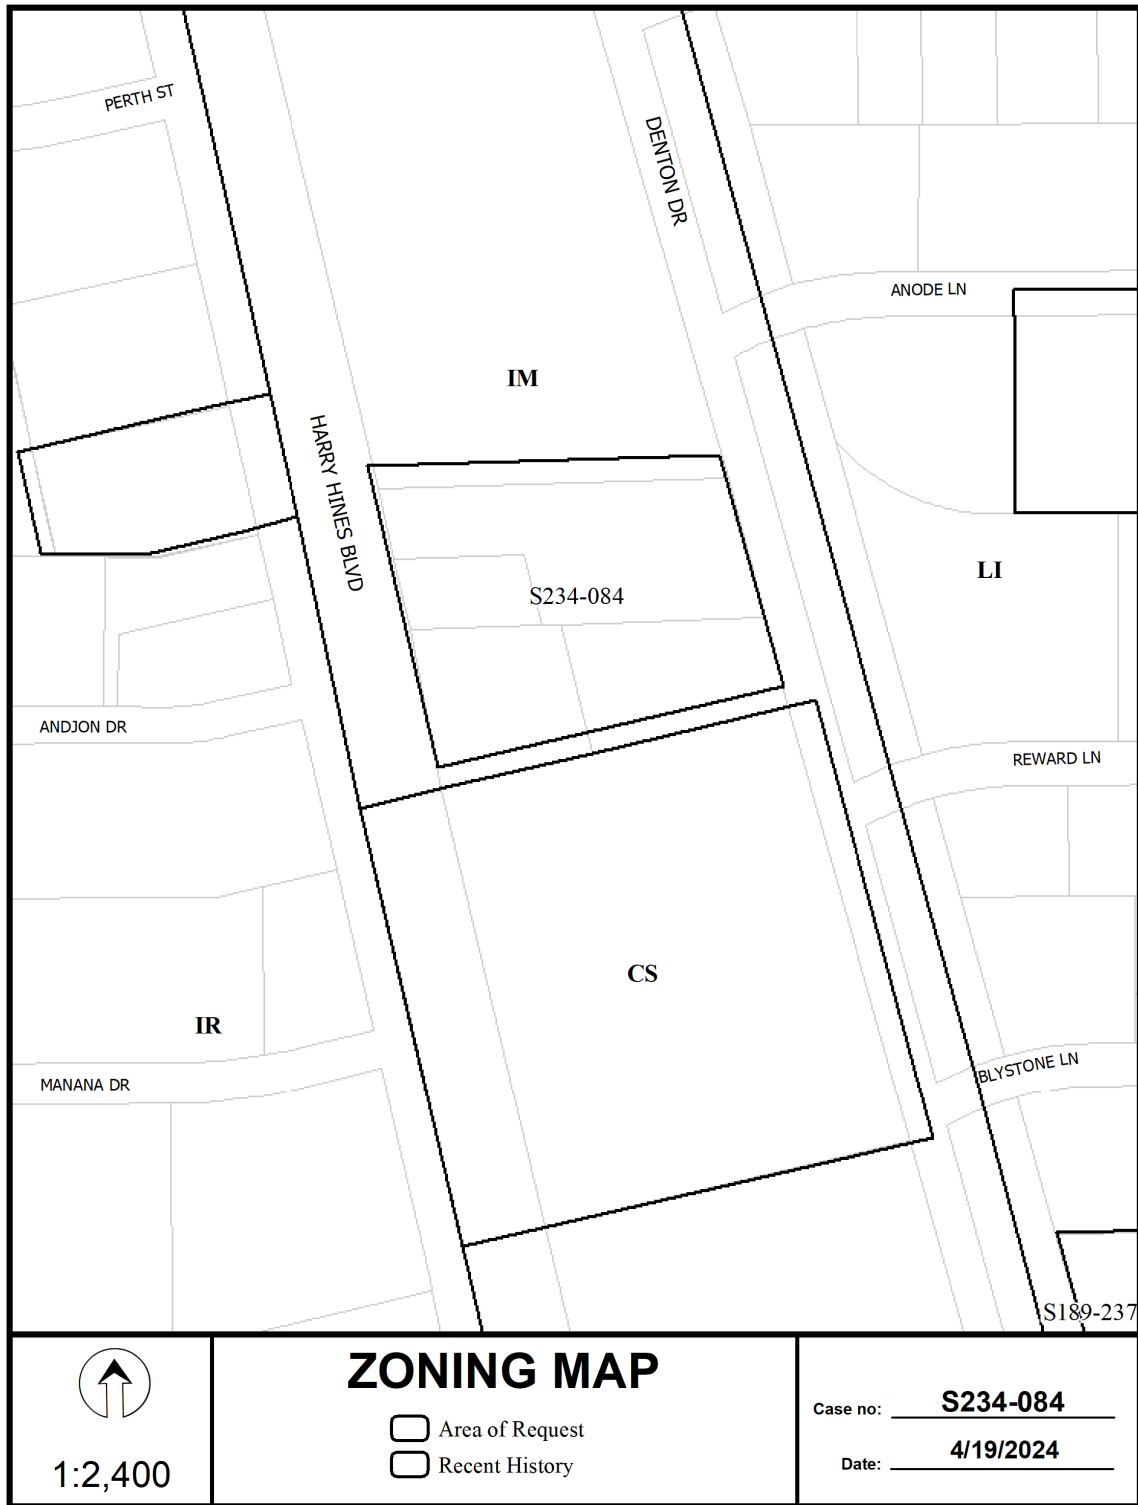 PERTH ST
DENTON DR
ANODE LN
IM
HARRY HINES BLVD
LI
S234-084
ANDJON DR
REWARD LN
CS
IR
MANANA DR
BLYSTONE LN
S189-237
1:2,400
ZONING MAP
Area of Request
Recent History
Case no: S234-084
Date: 4/19/2024